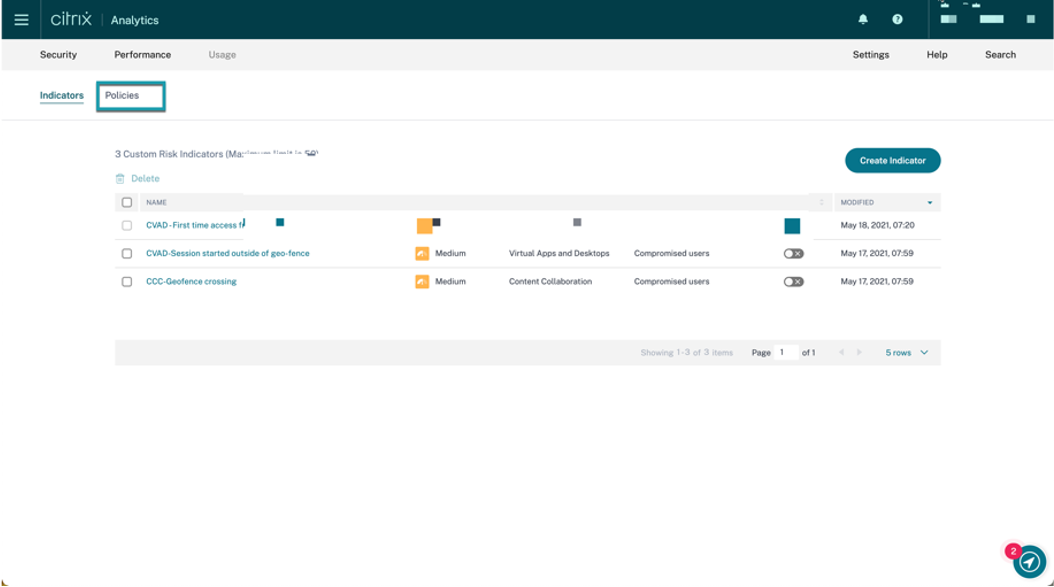 citrix Analytics
Security Performance Usage Settings Help Search
Indicators Policies
3 Custom Risk Indicators
Create Indicator
Delete
NAME MODIFIED
CVAD-First time access May 18, 2021, 07:20
CVAD-Session started outside of geo-fence Medium Virtual Apps and Desktops Compromised users May 17, 2021, 07:59
CCC-Geofence crossing Medium Content Collaboration Compromised users May 17, 2021, 07:59
Showing 1-3 of 3 items Page 1 of 1 5 rows
2